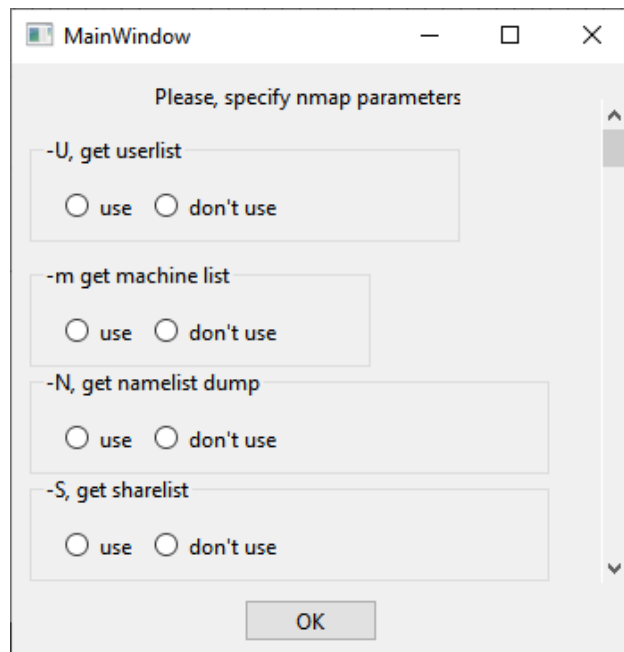 MainWindow
Please, specify nmap parameters
-U, get userlist
use don't use
-m get machine list
use don't use
-N, get namelist dump
use don't use
-S, get sharelist
use don't use
OK